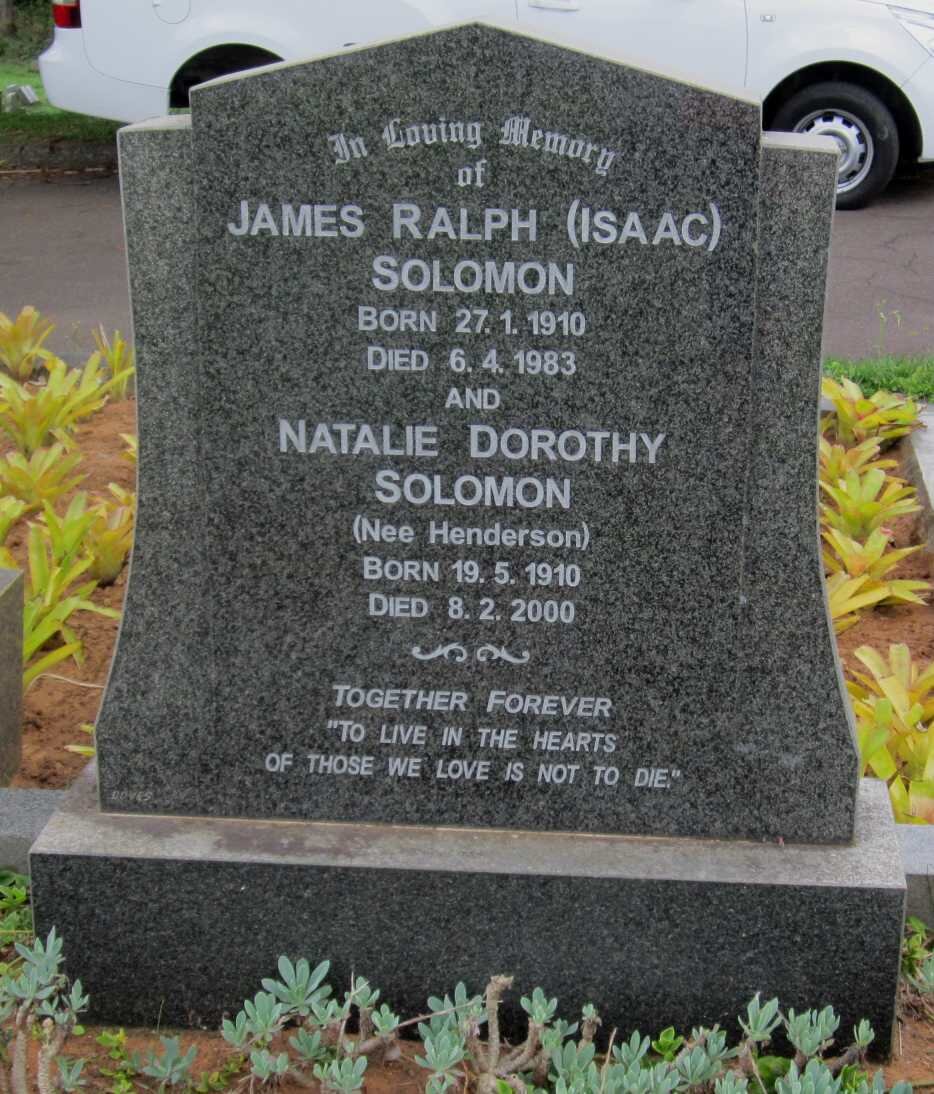 In Loving Memory
of
JAMES RALPH (ISAAC)
SOLOMON
BORN 27. 1. 1910
DIED 6. 4. 1983
AND
NATALIE DOROTHY
SOLOMON
(Nee Henderson)
BORN 19. 5. 1910
DIED 8. 2. 2000
TOGETHER FOREVER
"TO LIVE IN THE HEARTS
OF THOSE WE LOVE IS NOT TO DIE."
DOVES